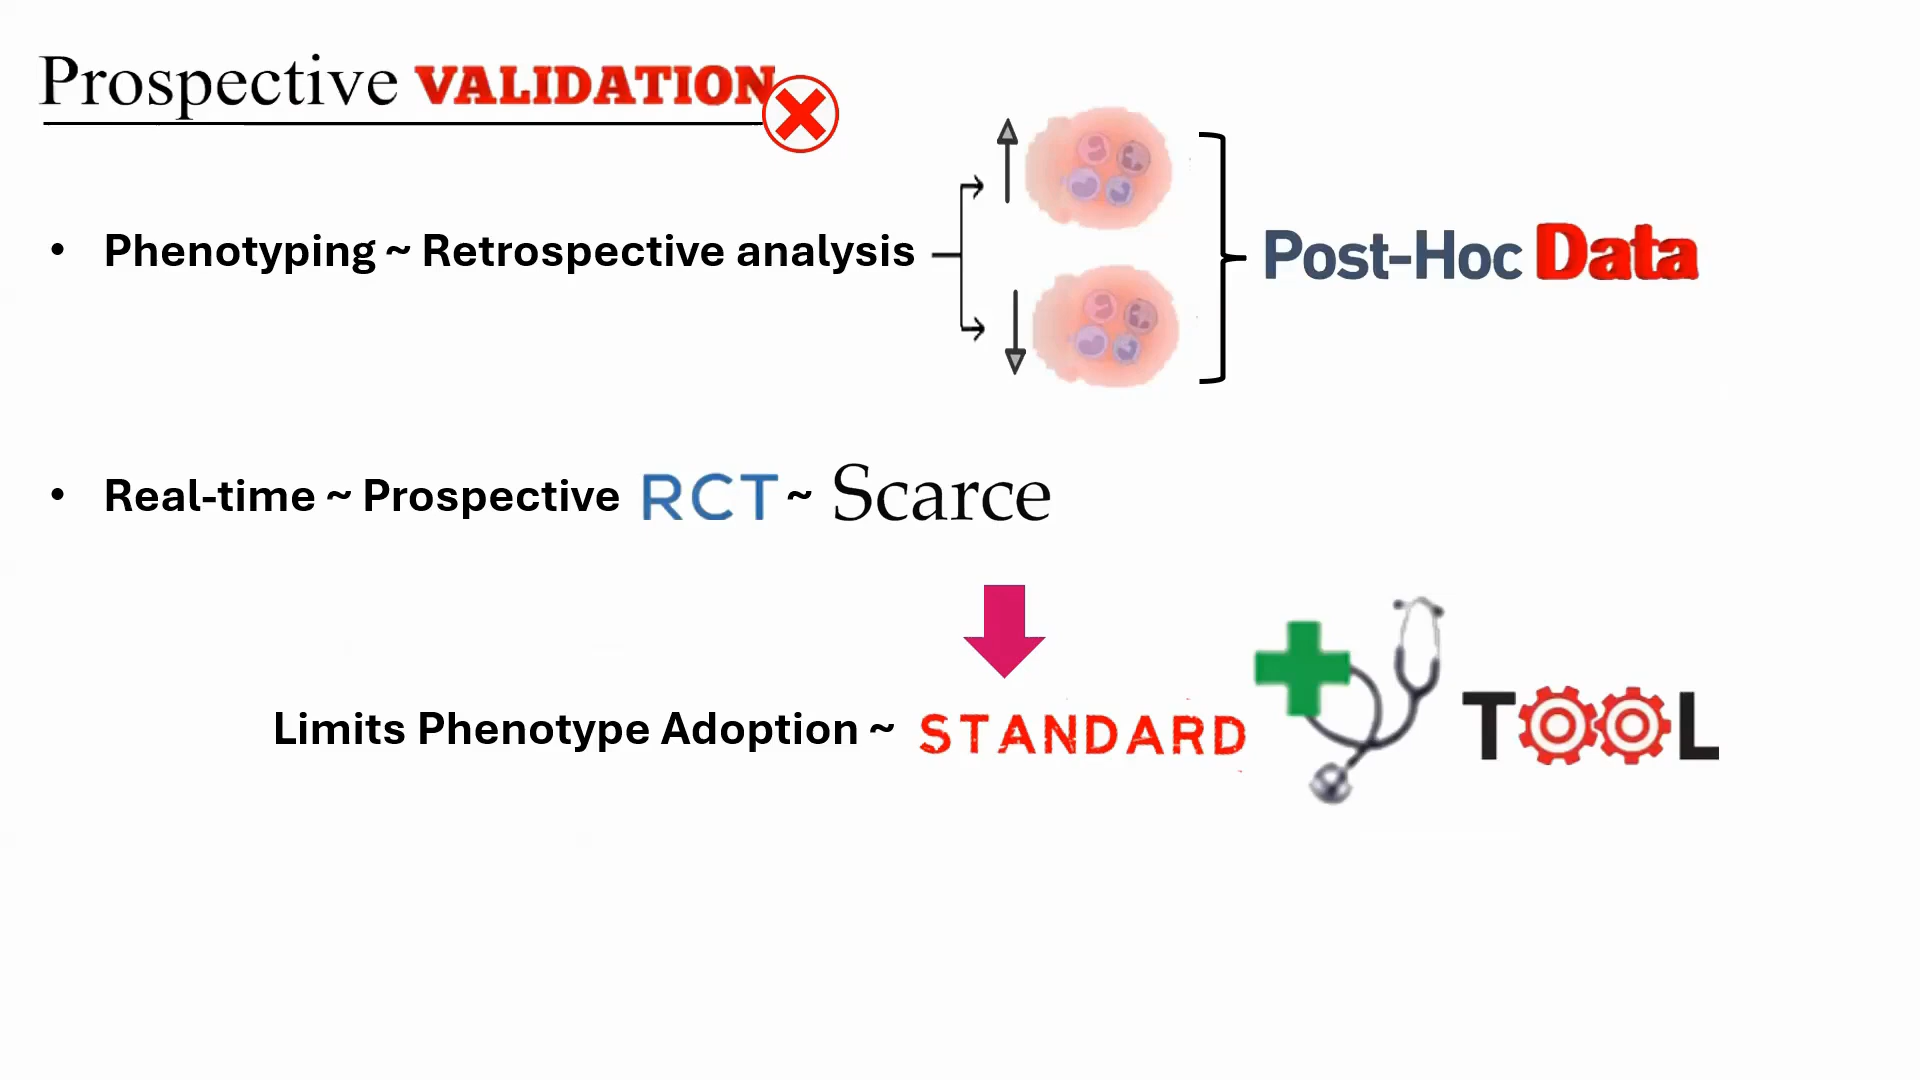 Prospective VALIDATION
• Phenotyping ~ Retrospective analysis
Post-Hoc Data
• Real-time ~ Prospective RCT ~ Scarce
Limits Phenotype Adoption ~ STANDARD TOOL